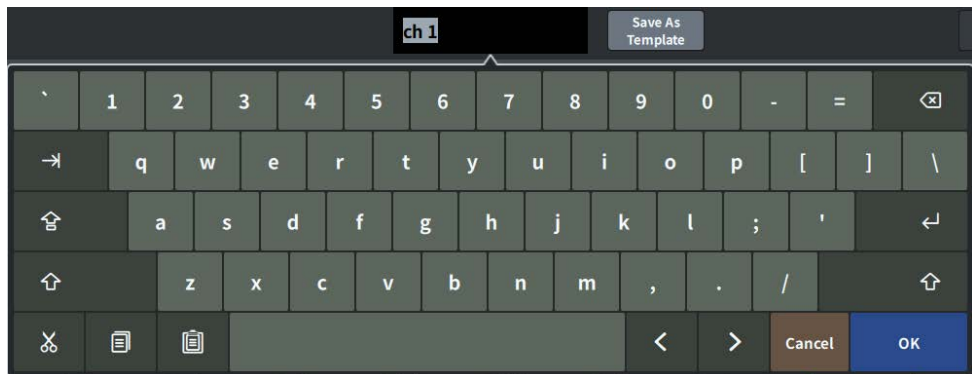 ch 1
Save As
Template
` 1 2 3 4 5 6 7 8 9 0 - =
q w e r t y u i o p [ ] \
a s d f g h j k l ; '
z x c v b n m , . /
< > Cancel OK